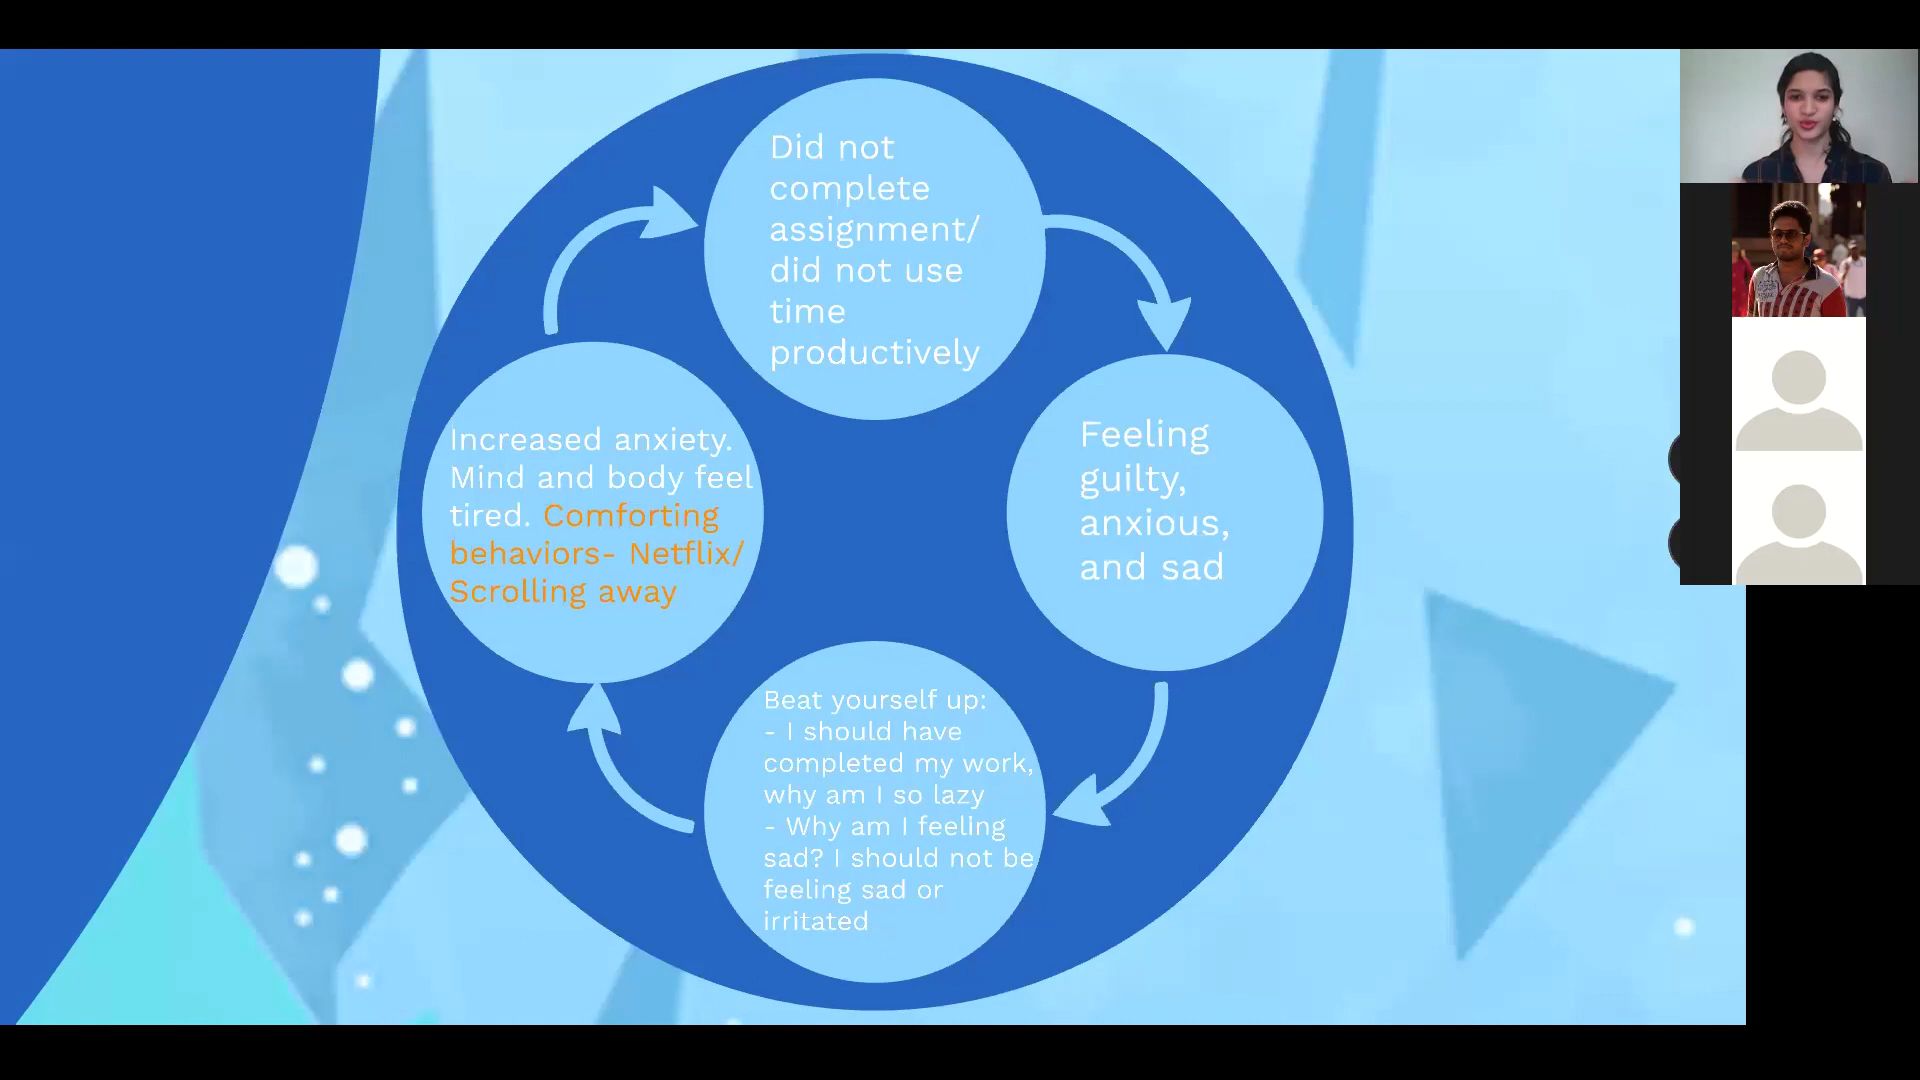 Did not
complete
assignment/
did not use
time
productively
Feeling
guilty,
anxious,
and sad
Beat yourself up:
- I should have
completed my work,
why am I so lazy
- Why am I feeling
sad? I should not be
feeling sad or
irritated
Increased anxiety.
Mind and body feel
tired. Comforting
behaviors- Netflix/
Scrolling away